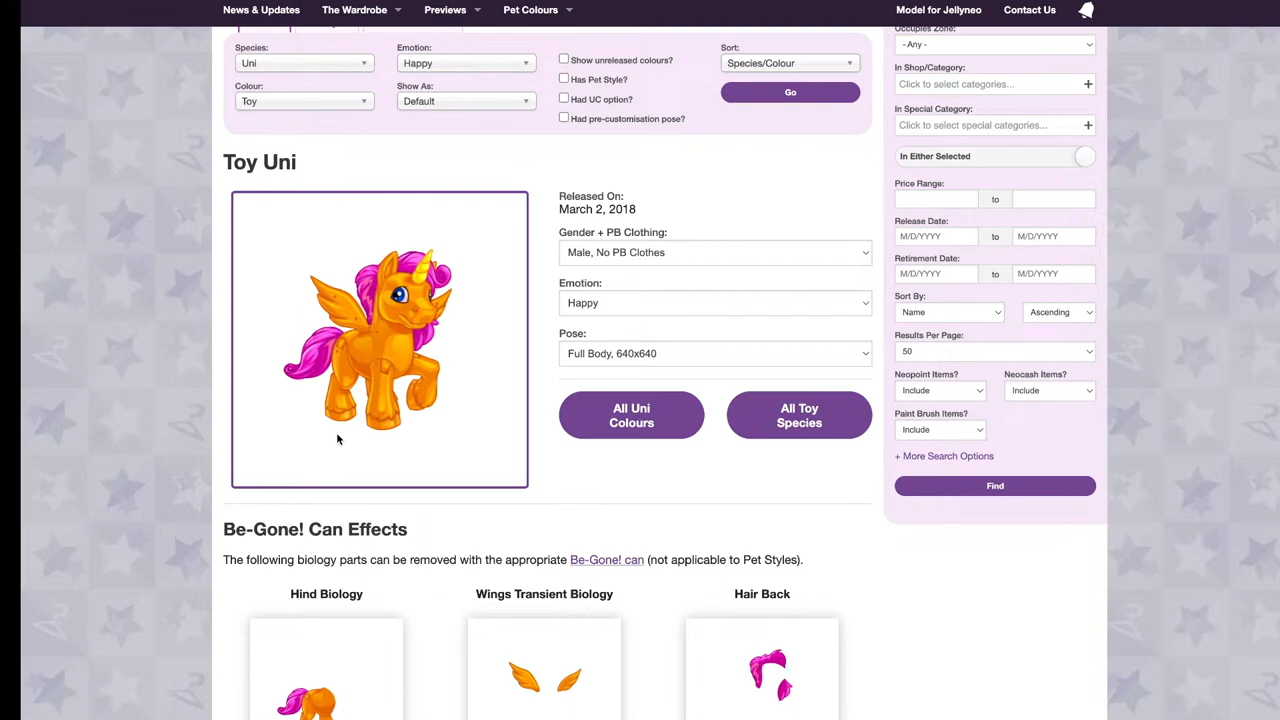 News & Updates The Wardrobe Previews Pet Colours Model for Jellyneo Contact Us
Species:
Uni
Emotion:
Happy
Colour:
Toy
Show As:
Default
Show unreleased colours?
Has Pet Style?
Had UC option?
Had pre-customisation pose?
Sort:
Species/Colour
Go
Toy Uni
Released On:
March 2, 2018
Gender + PB Clothing:
Male, No PB Clothes
Emotion:
Happy
Pose:
Full Body, 640x640
All Uni
Colours
All Toy
Species
Be-Gone! Can Effects
The following biology parts can be removed with the appropriate Be-Gone! can (not applicable to Pet Styles).
Hind Biology
Wings Transient Biology
Hair Back
Occupies Zone:
- Any -
In Shop/Category:
Click to select categories...
In Special Category:
Click to select special categories...
In Either Selected
Price Range:
to
Release Date:
M/D/YYYY to M/D/YYYY
Retirement Date:
M/D/YYYY to M/D/YYYY
Sort By:
Name Ascending
Results Per Page:
50
Neopoint Items? Neocash Items?
Include Include
Paint Brush Items?
Include
+ More Search Options
Find